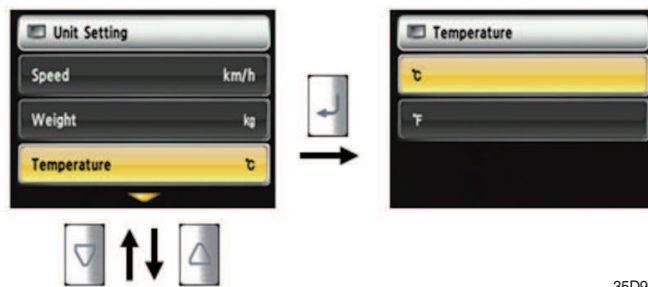 Unit Setting
Speed km/h
Weight kg
Temperature ℃
Temperature
℃
℉
35D9